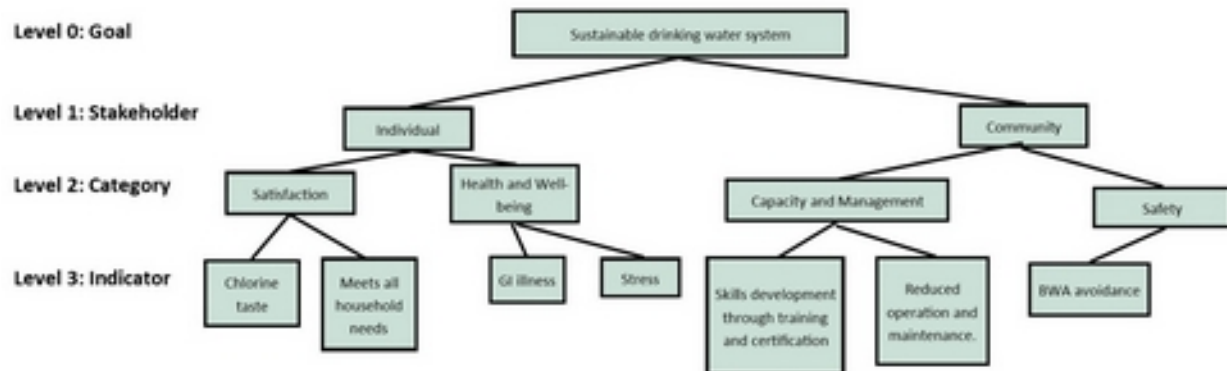 Level 0: Goal
Sustainable drinking water system
Level 1: Stakeholder
Individual
Community
Level 2: Category
Satisfaction
Health and Well-
being
Capacity and Management
Safety
Level 3: Indicator
Chlorine
taste
Meets all
household
needs
GI illness
Stress
Skills development
through training
and certification
Reduced
operation and
maintenance.
BWA avoidance